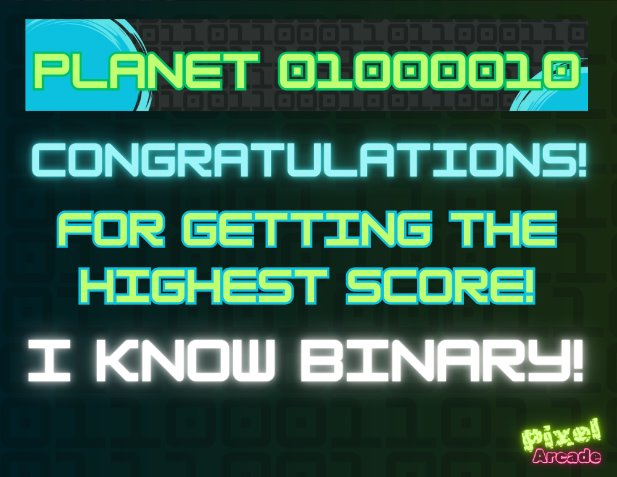 PLANET 01000010
CONGRATULATIONS!
FOR GETTING THE
HIGHEST SCORE!
I KNOW BINARY!
Pixel
Arcade